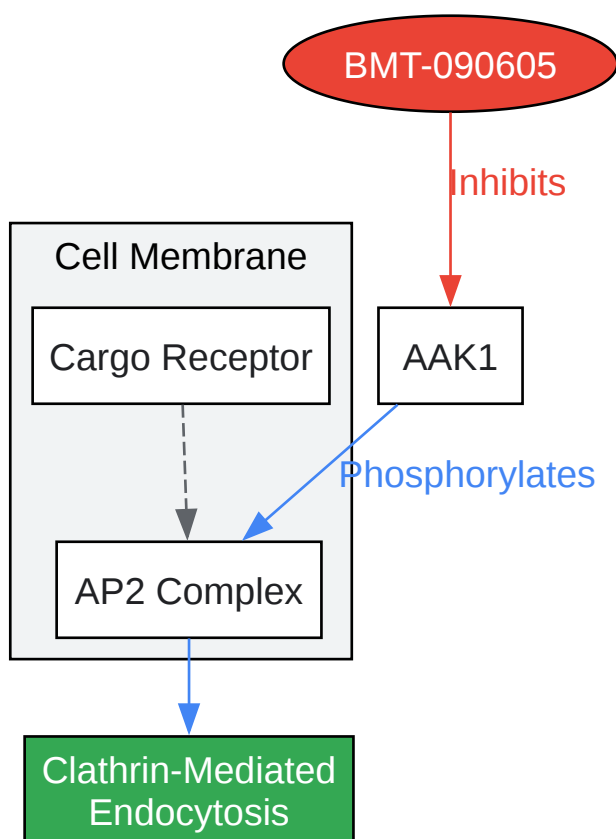 BMT-090605
Inhibits
Cell Membrane
Cargo Receptor
AAK1
Phosphorylates
AP2 Complex
Clathrin-Mediated
Endocytosis